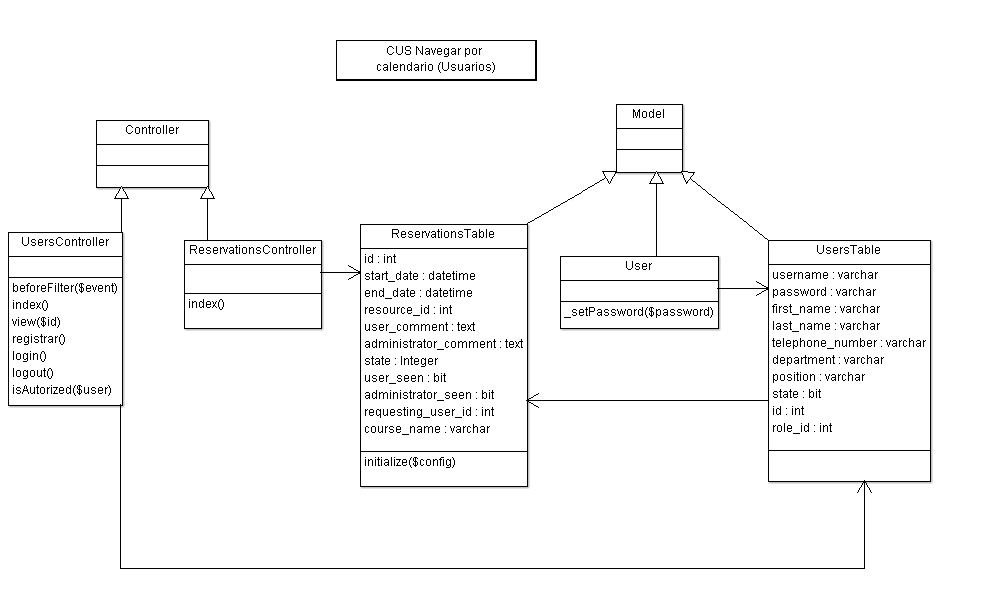 CUS Navegar por
calendario (Usuarios)
Controller
Model
UsersController
beforeFilter($event)
index()
view($id)
registrar()
login()
logout()
isAutorized($user)
ReservationsController
index()
ReservationsTable
id : int
start_date : datetime
end_date : datetime
resource_id : int
user_comment : text
administrator_comment : text
state : Integer
user_seen : bit
administrator_seen : bit
requesting_user_id : int
course_name : varchar
initialize($config)
User
_setPassword($password)
UsersTable
username : varchar
password : varchar
first_name : varchar
last_name : varchar
telephone_number : varchar
department : varchar
position : varchar
state : bit
id : int
role_id : int